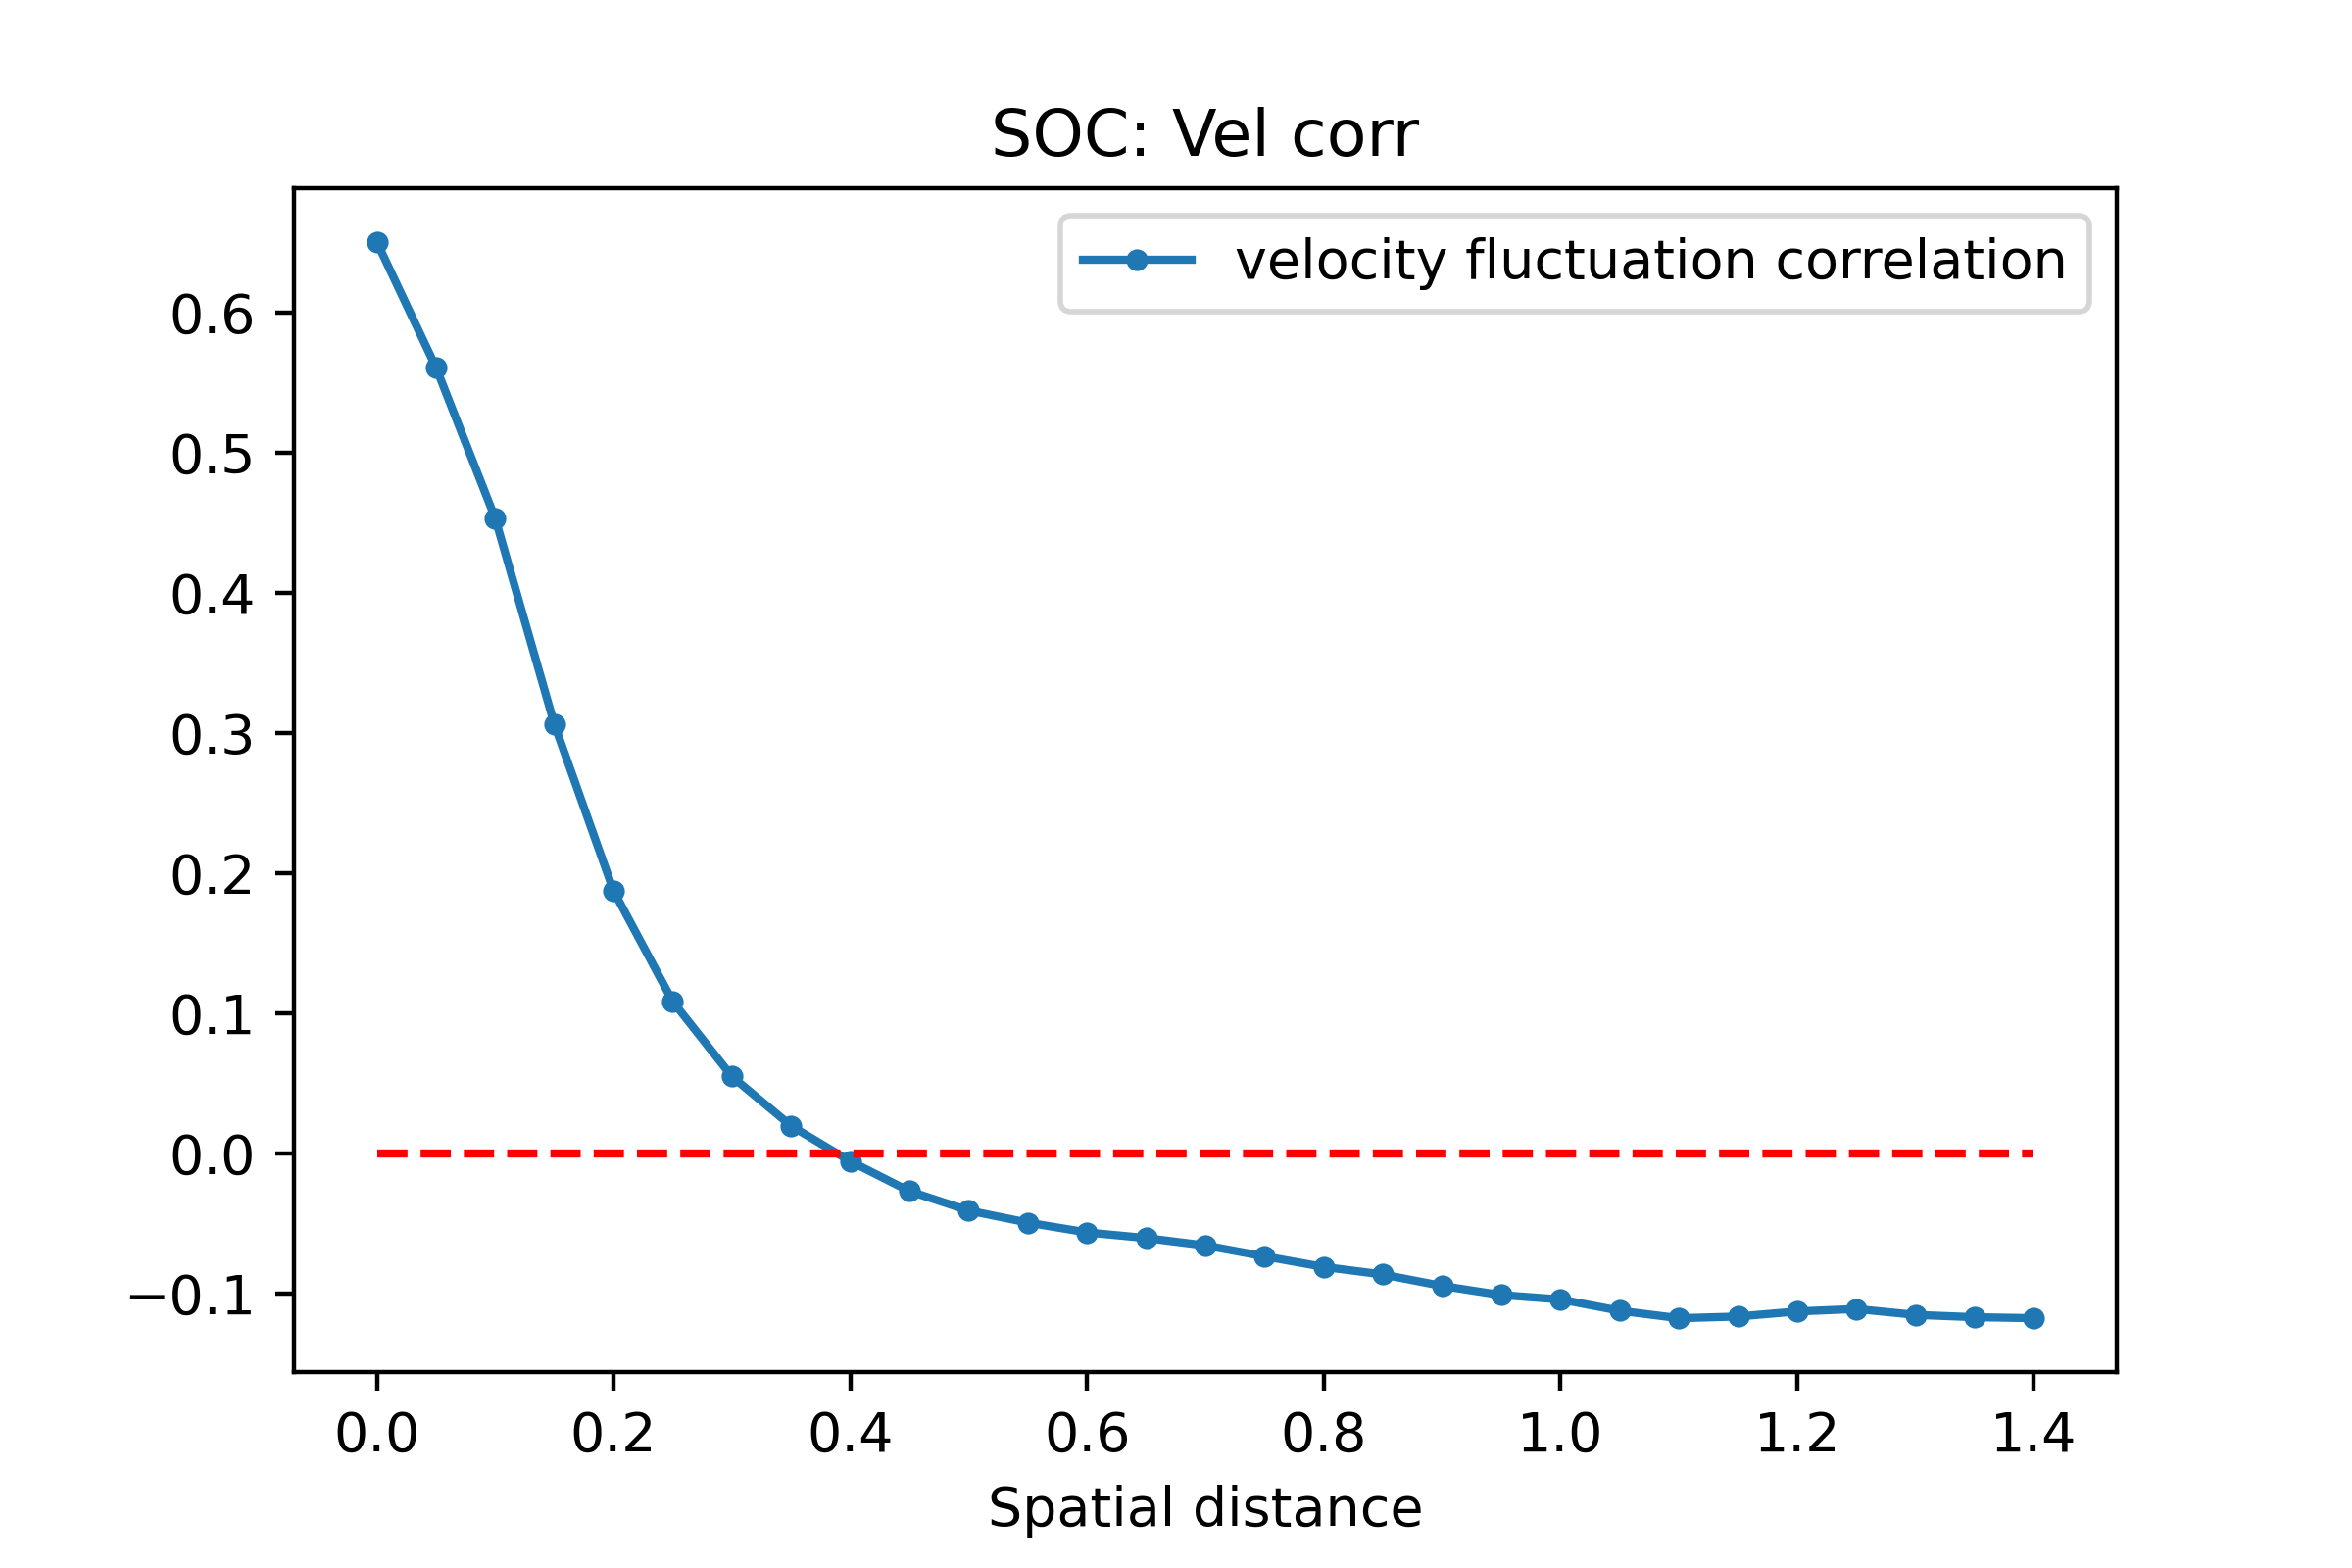 SOC: Vel corr
velocity fluctuation correlation
0.6
0.5
0.4
0.3
0.2
0.1
0.0
−0.1
0.0 0.2 0.4 0.6 0.8 1.0 1.2 1.4
Spatial distance